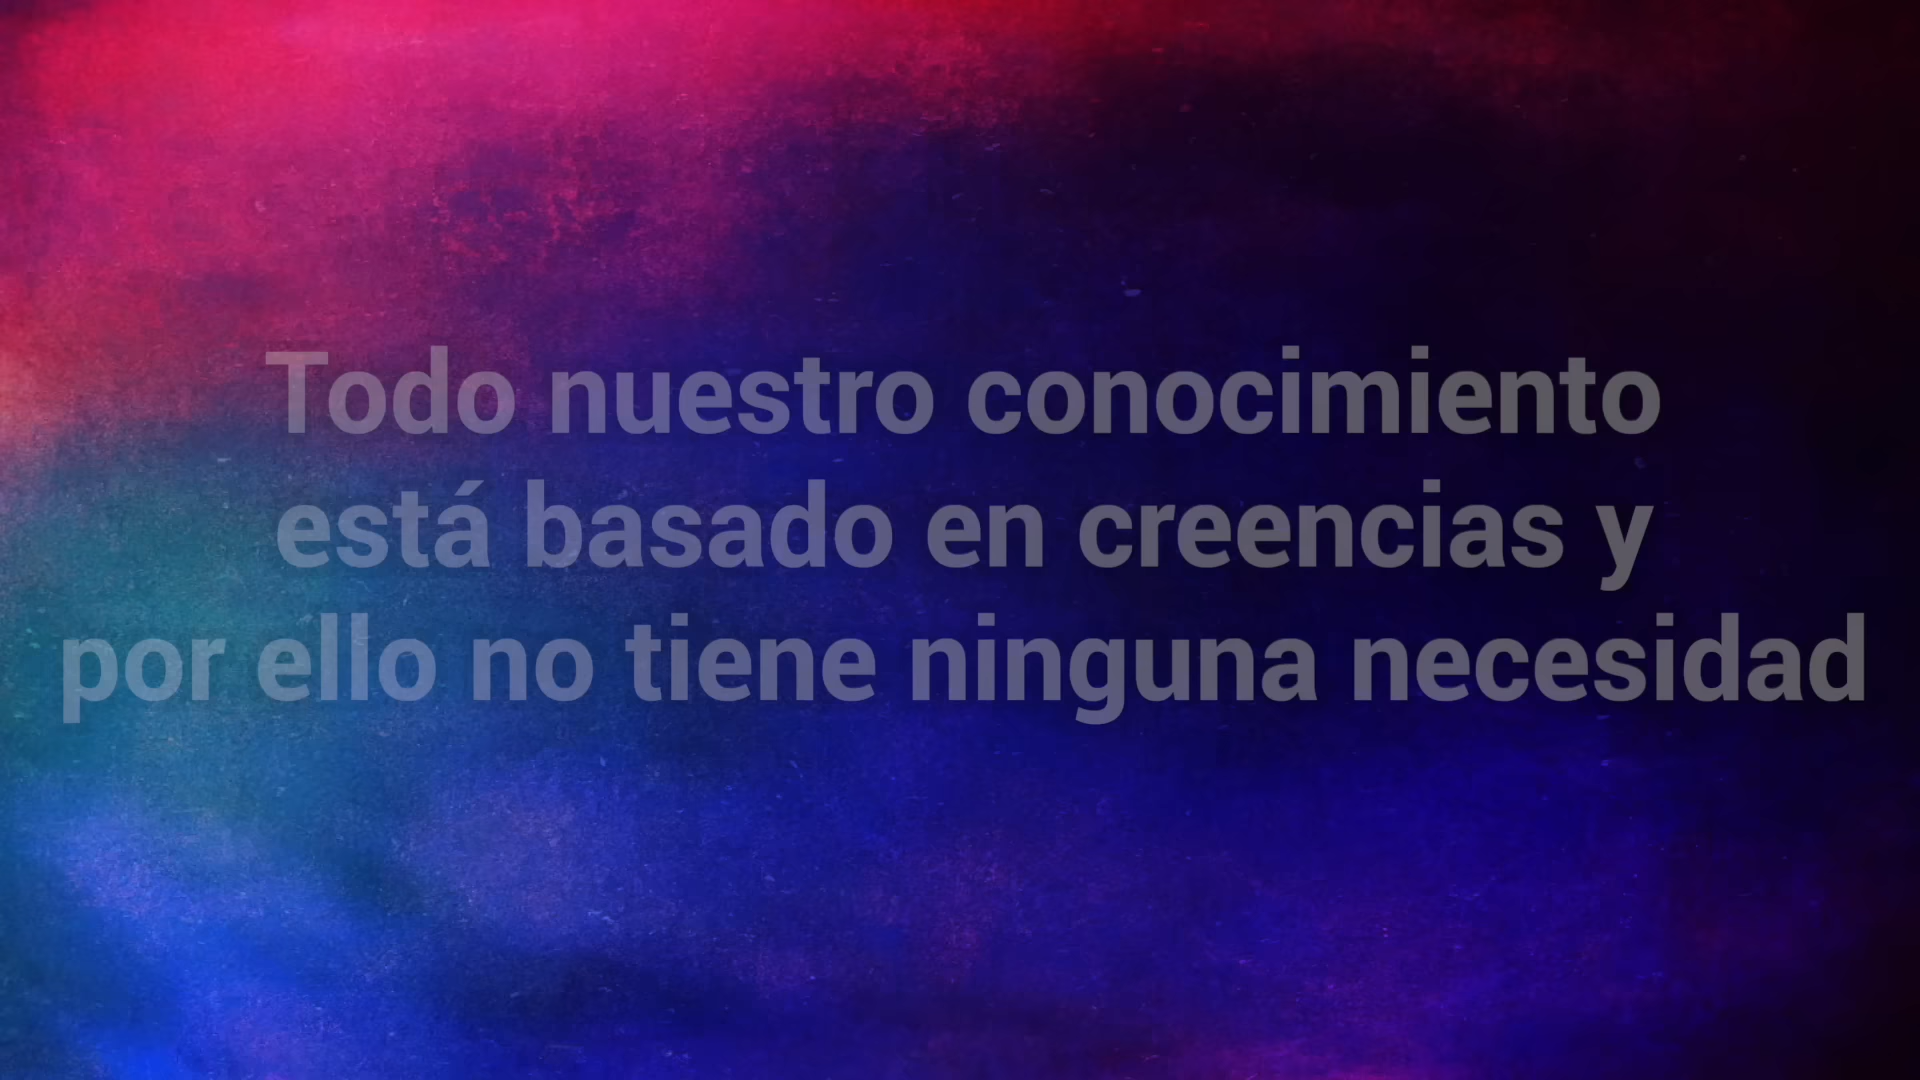 Todo nuestro conocimiento
está basado en creencias y
por ello no tiene ninguna necesidad